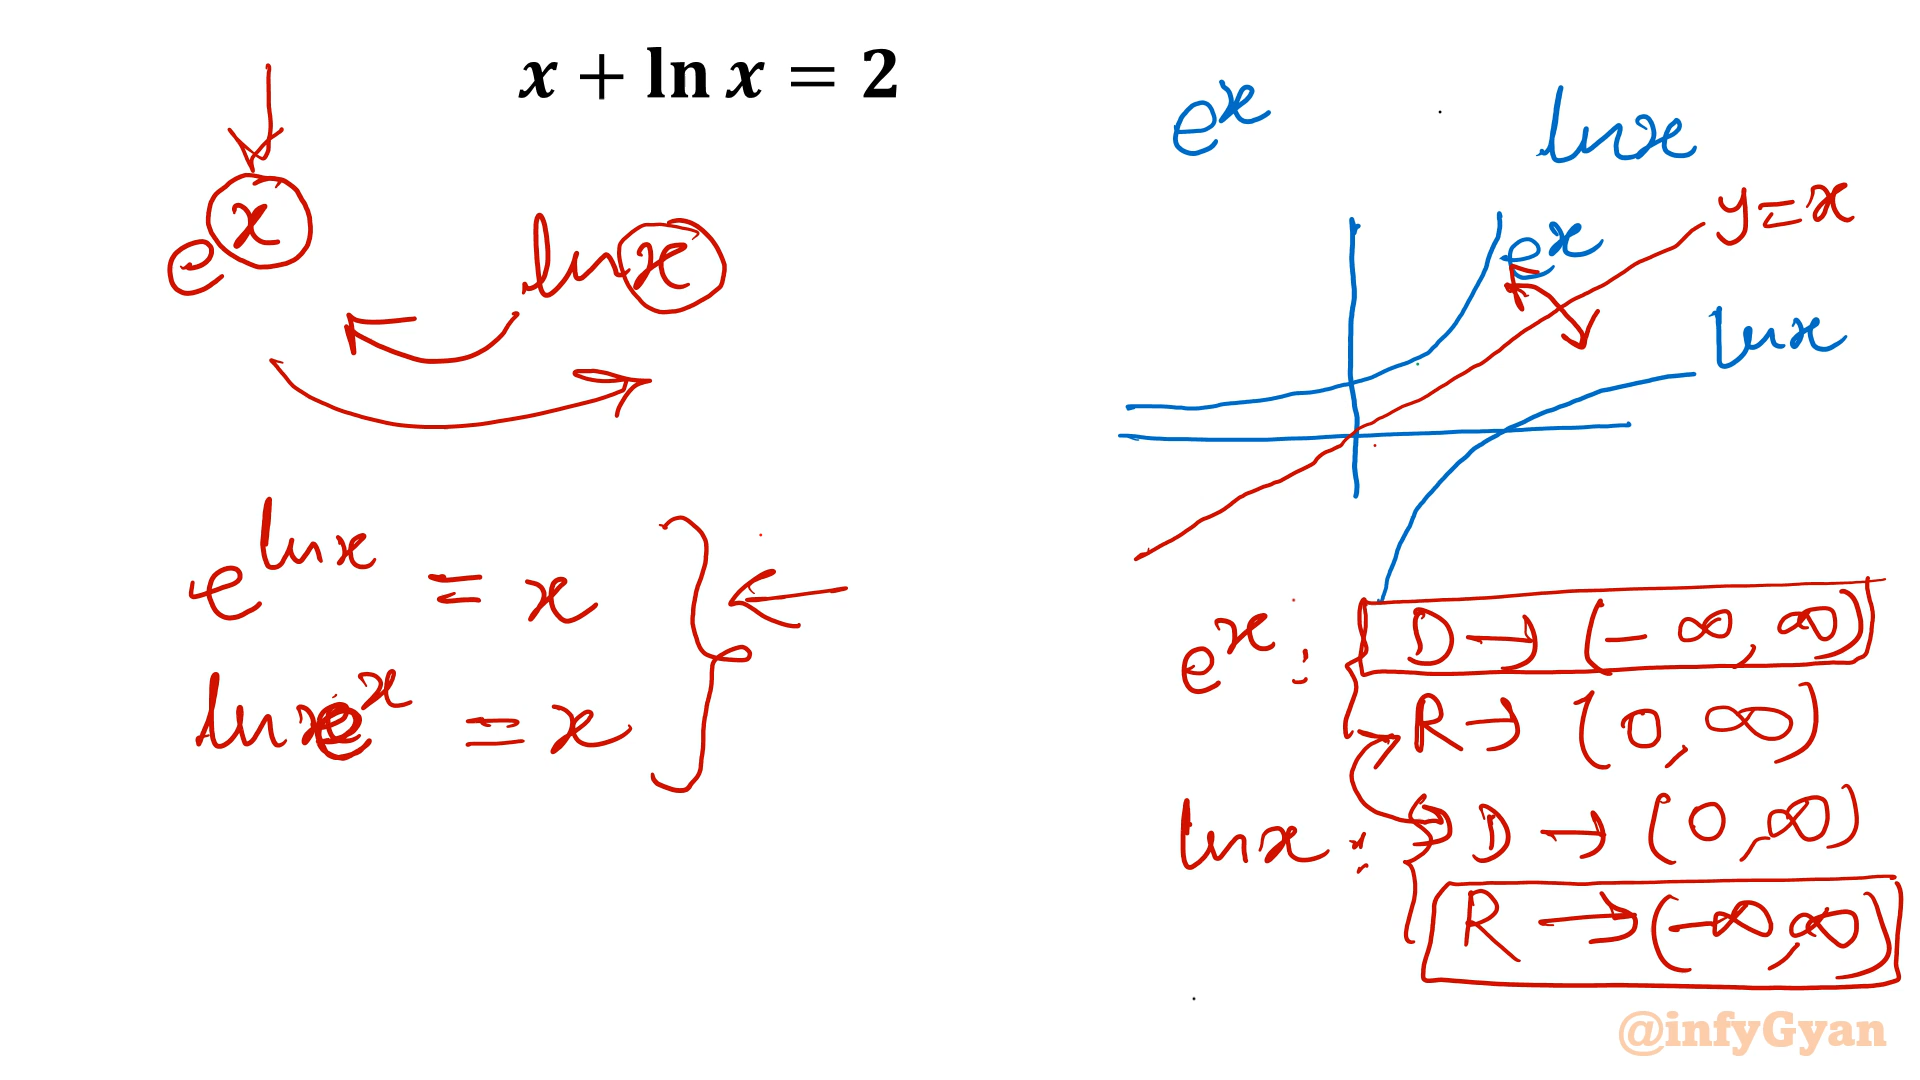 x + ln x = 2
e^x
ln x
e^x ln x
y = x
e^x
ln x
e^{ln x} = x
ln e^x = x
e^x : D → (-∞, ∞)
R → (0, ∞)
ln x : D → (0, ∞)
R → (-∞, ∞)
@infyGyan